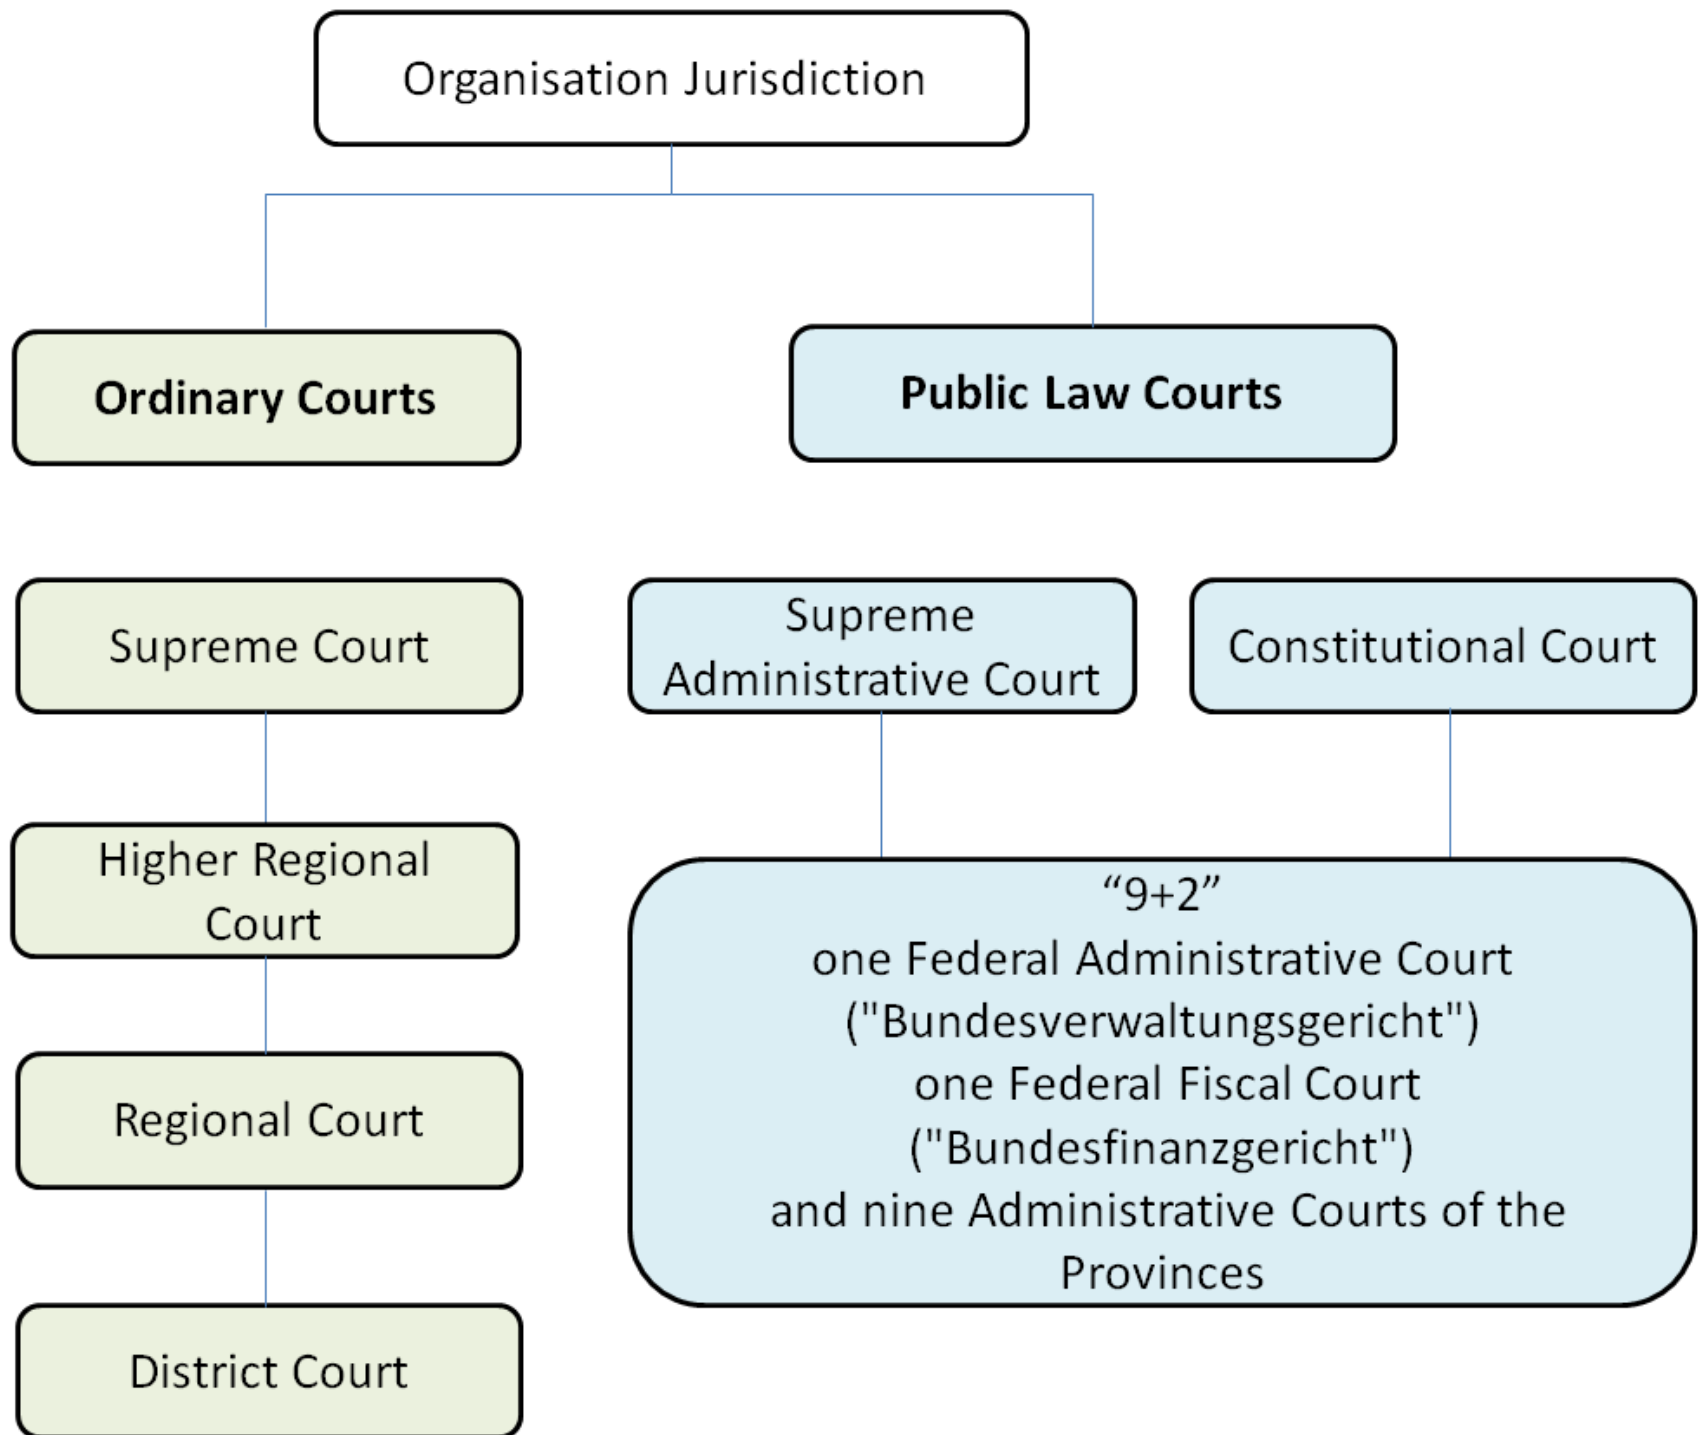 Organisation Jurisdiction
Ordinary Courts
Public Law Courts
Supreme Court
Supreme
Administrative Court
Constitutional Court
Higher Regional
Court
Regional Court
District Court
“9+2”
one Federal Administrative Court
("Bundesverwaltungsgericht")
one Federal Fiscal Court
("Bundesfinanzgericht")
and nine Administrative Courts of the
Provinces